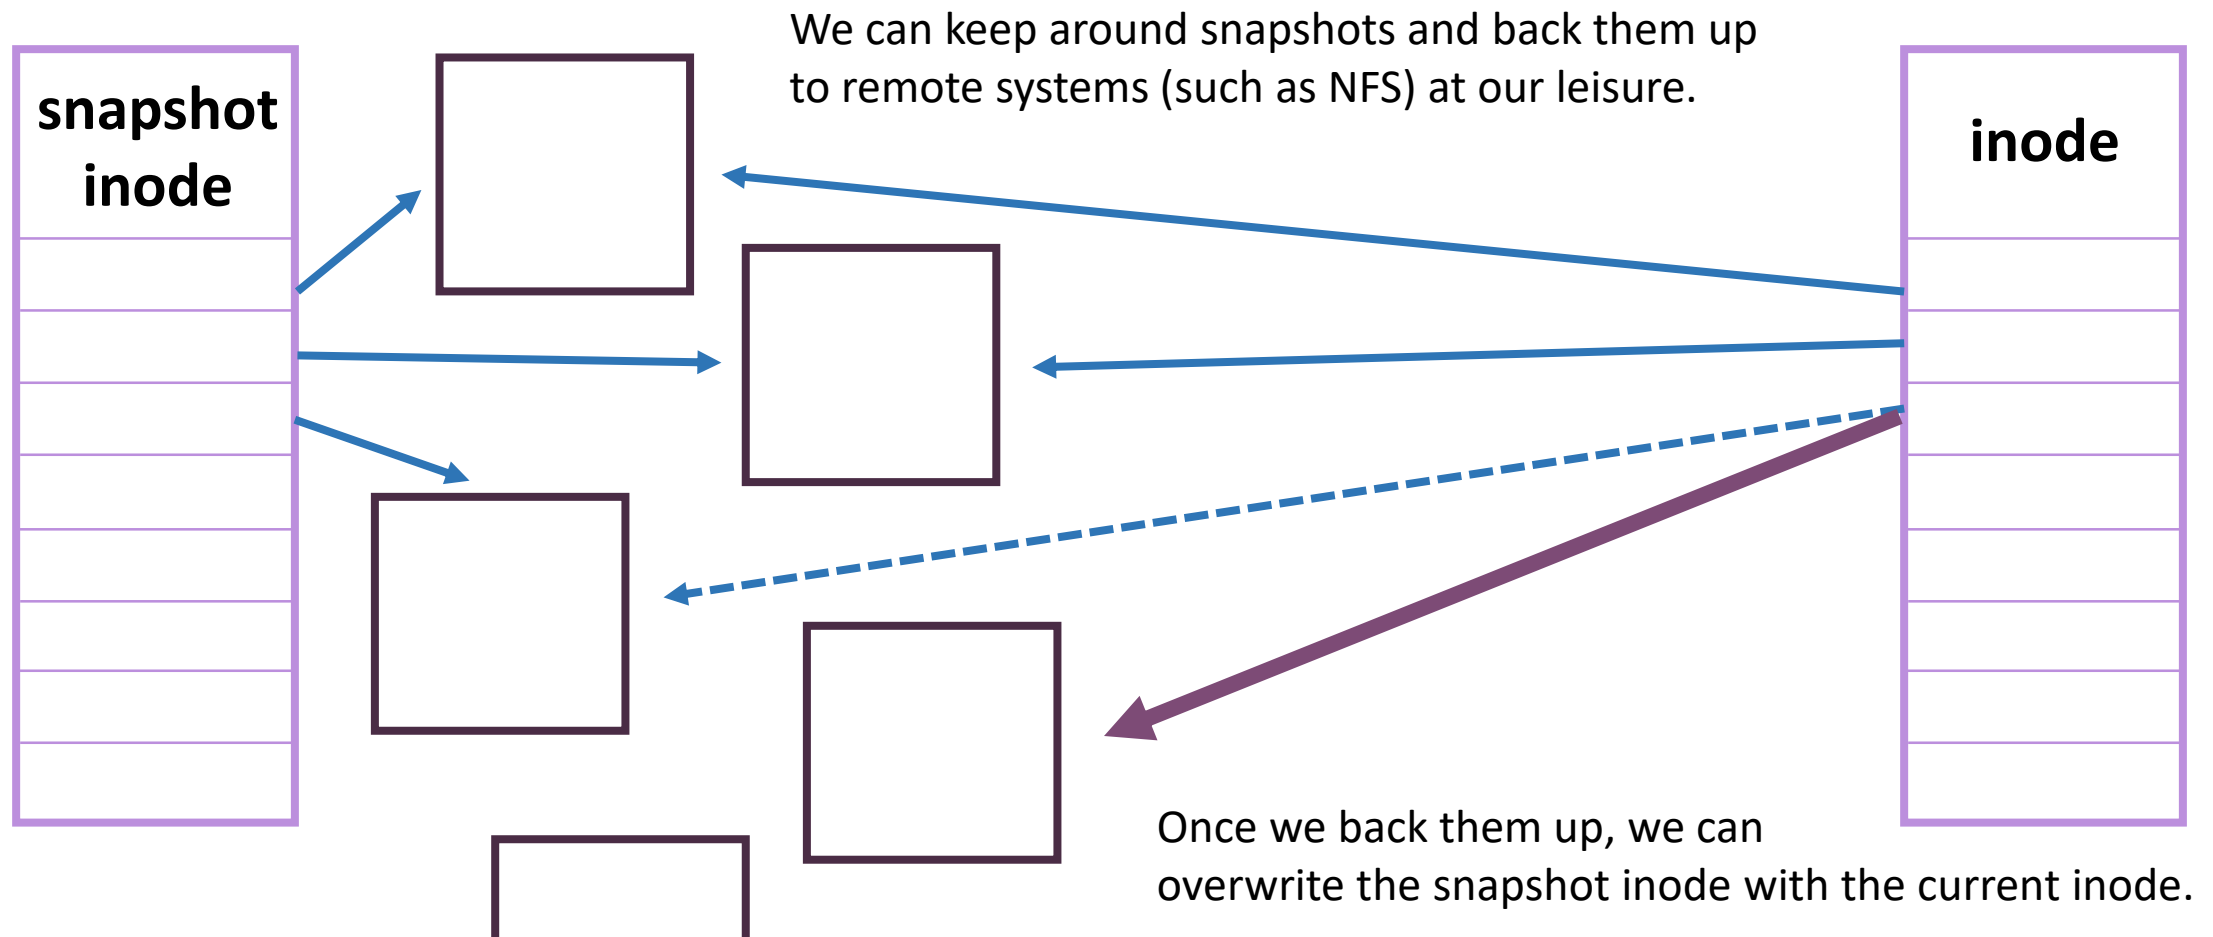 We can keep around snapshots and back them up
to remote systems (such as NFS) at our leisure.
snapshot
inode
inode
Once we back them up, we can
overwrite the snapshot inode with the current inode.